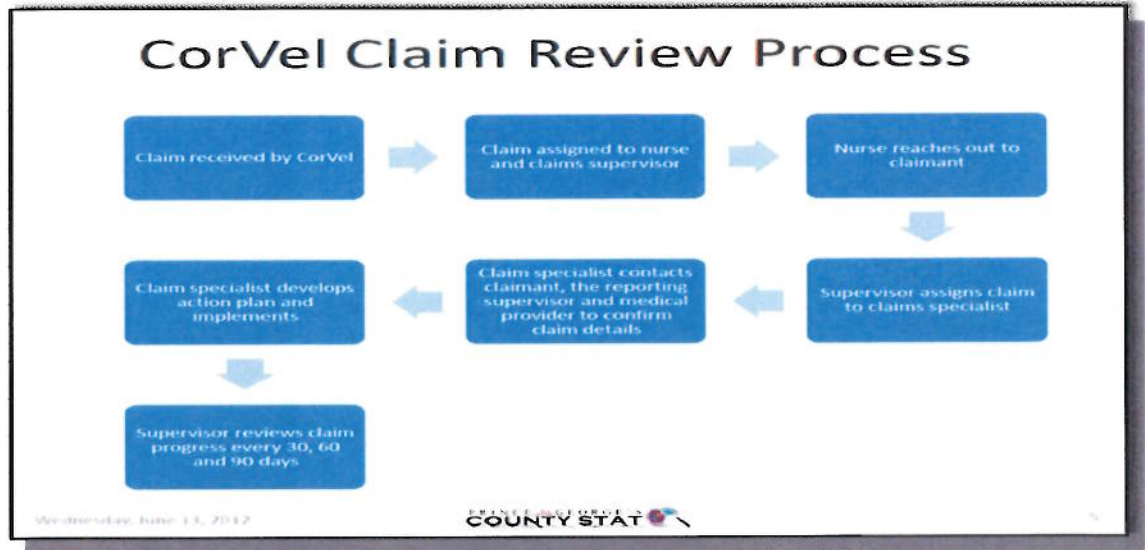 CorVel Claim Review Process
Claim received by CorVel
Claim assigned to nurse
and claims supervisor
Nurse reaches out to
claimant
Supervisor assigns claim
to claims specialist
Claim specialist contacts
claimant, the reporting
supervisor and medical
provider to confirm
claim details
Claim specialist develops
action plan and
implements
Supervisor reviews claim
progress every 30, 60
and 90 days
Wednesday, June 13, 2012
PRINCE GEORGE'S
COUNTY STAT
5